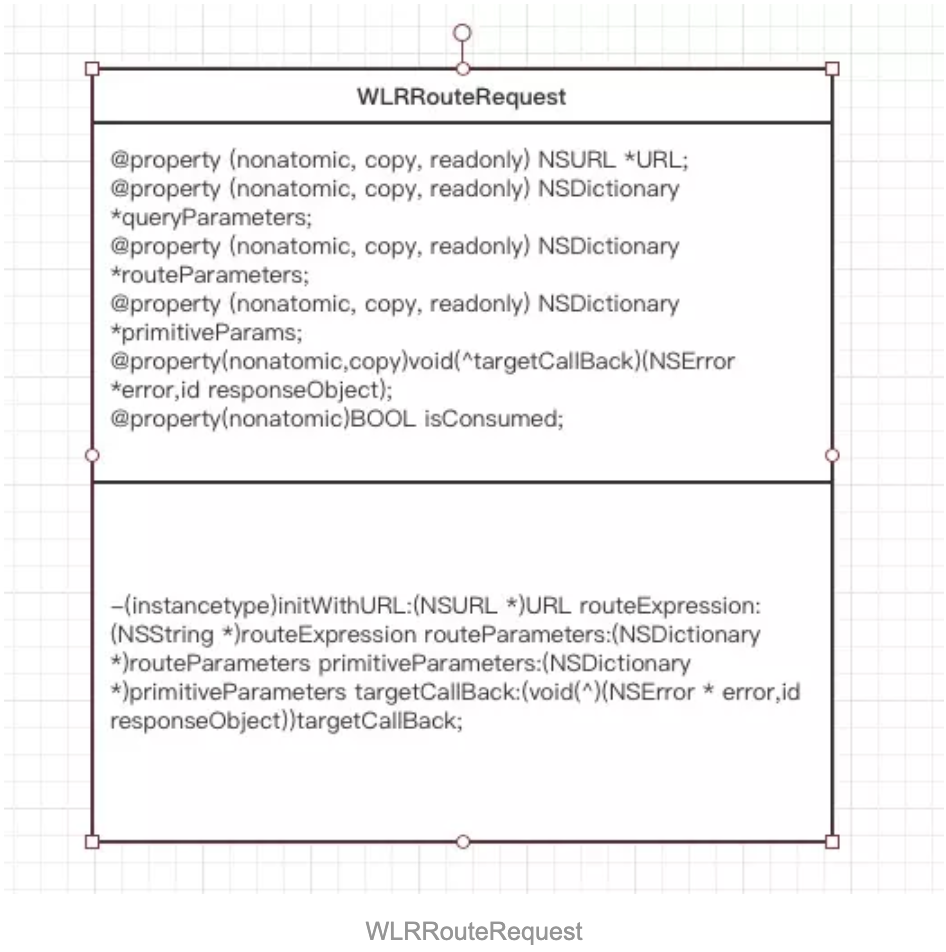 WLRRouteRequest
@property (nonatomic, copy, readonly) NSURL *URL;
@property (nonatomic, copy, readonly) NSDictionary
*queryParameters;
@property (nonatomic, copy, readonly) NSDictionary
*routeParameters;
@property (nonatomic, copy, readonly) NSDictionary
*primitiveParams;
@property(nonatomic,copy)void(^targetCallBack)(NSError
*error,id responseObject);
@property(nonatomic)BOOL isConsumed;
-(instancetype)initWithURL:(NSURL *)URL routeExpression:
(NSString *)routeExpression routeParameters:(NSDictionary
*)routeParameters primitiveParameters:(NSDictionary
*)primitiveParameters targetCallBack:(void(^)(NSError * error,id
responseObject))targetCallBack;
WLRRouteRequest